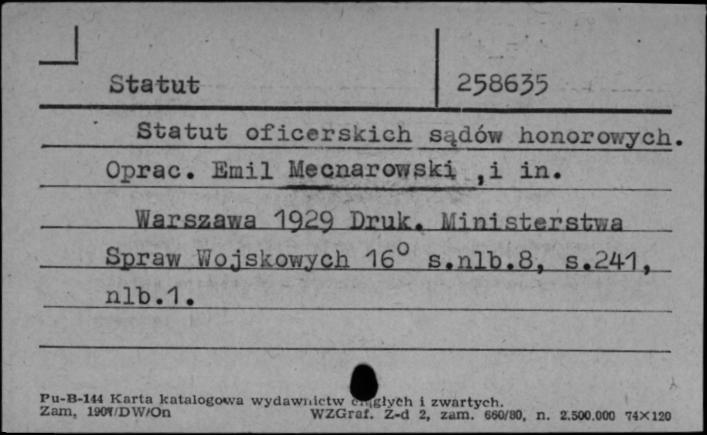 Statut 258635
Statut oficerskich sądów honorowych.
Oprac. Emil Mecnarowski ,i in.
Warszawa 1929 Druk. Ministerstwa
Spraw Wojskowych 16° s.nlb.8, s.241,
nlb.1.
Pu-B-144 Karta katalogowa wydawnictw ciągłych i zwartych.
Zam. /DW/On WZGraf. Z-d 2, zam. 660/80, n. 2.500.000 74×120